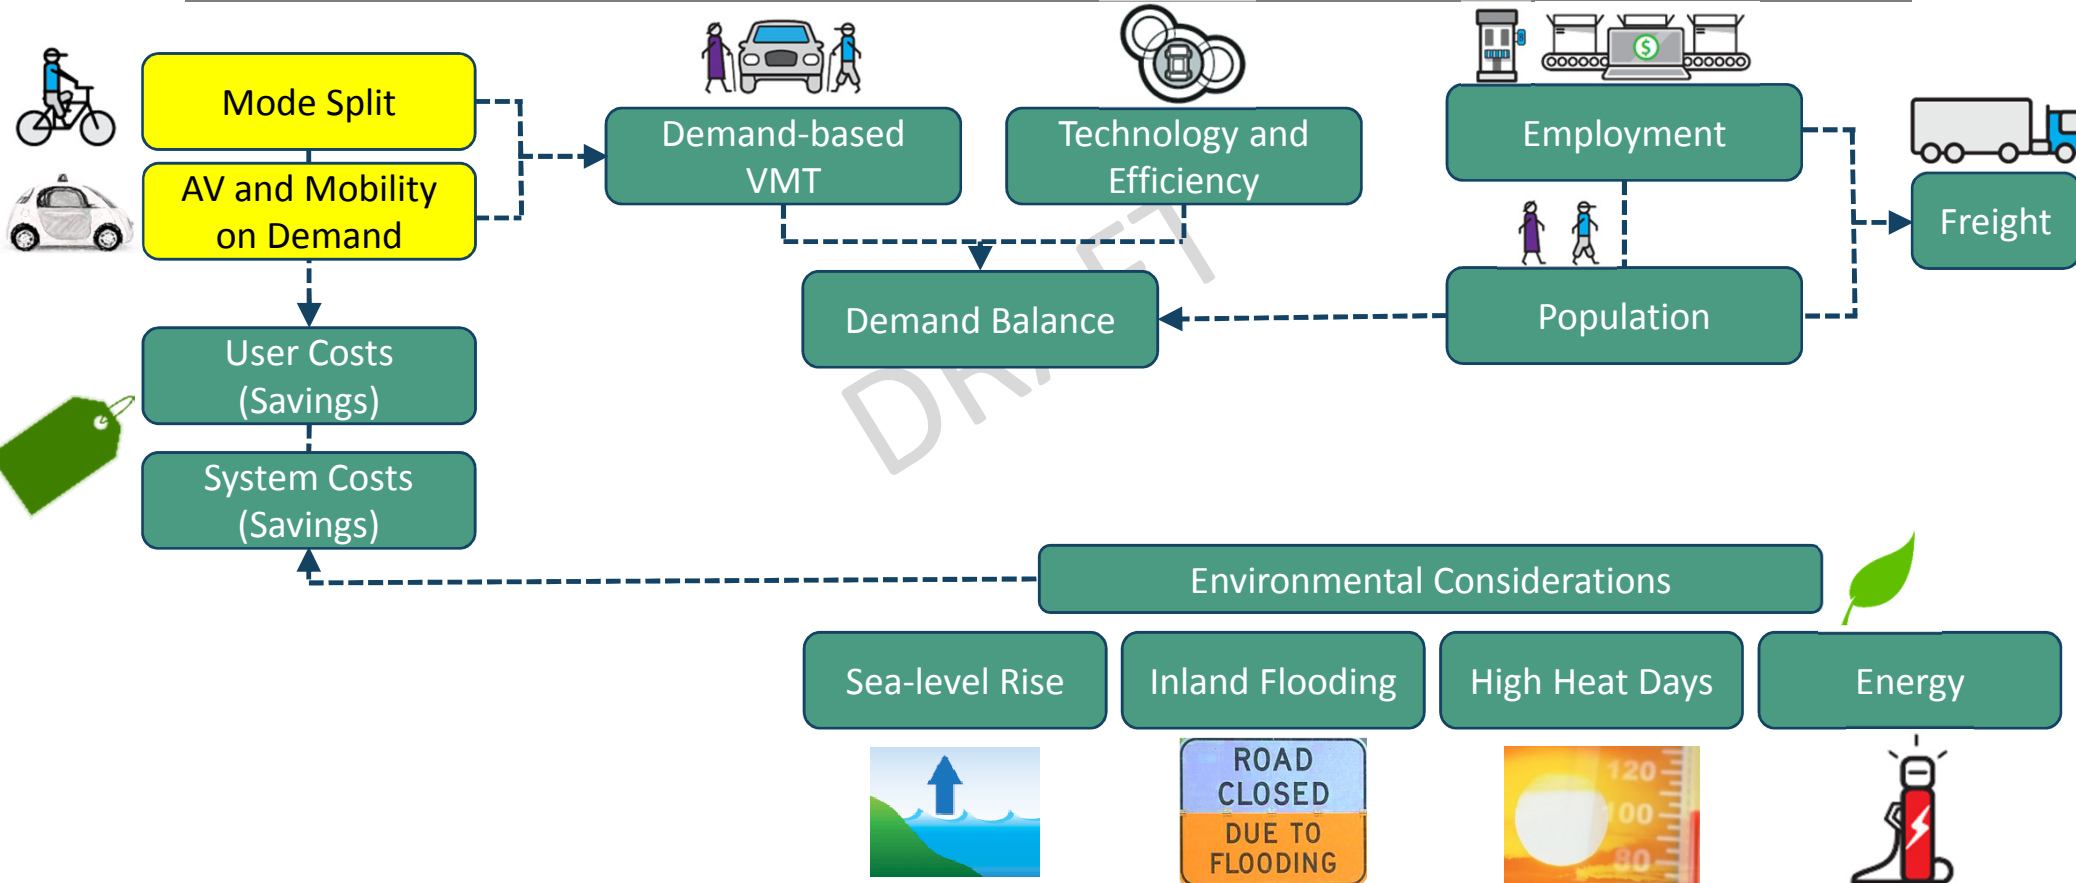 Mode Split
AV and Mobility
on Demand
Demand-based
VMT
Technology and
Efficiency
Employment
Freight
Population
Demand Balance
DRAFT
User Costs
(Savings)
System Costs
(Savings)
$
Environmental Considerations
Sea-level Rise
Inland Flooding
High Heat Days
Energy
ROAD
CLOSED
DUE TO
FLOODING
120
100
80